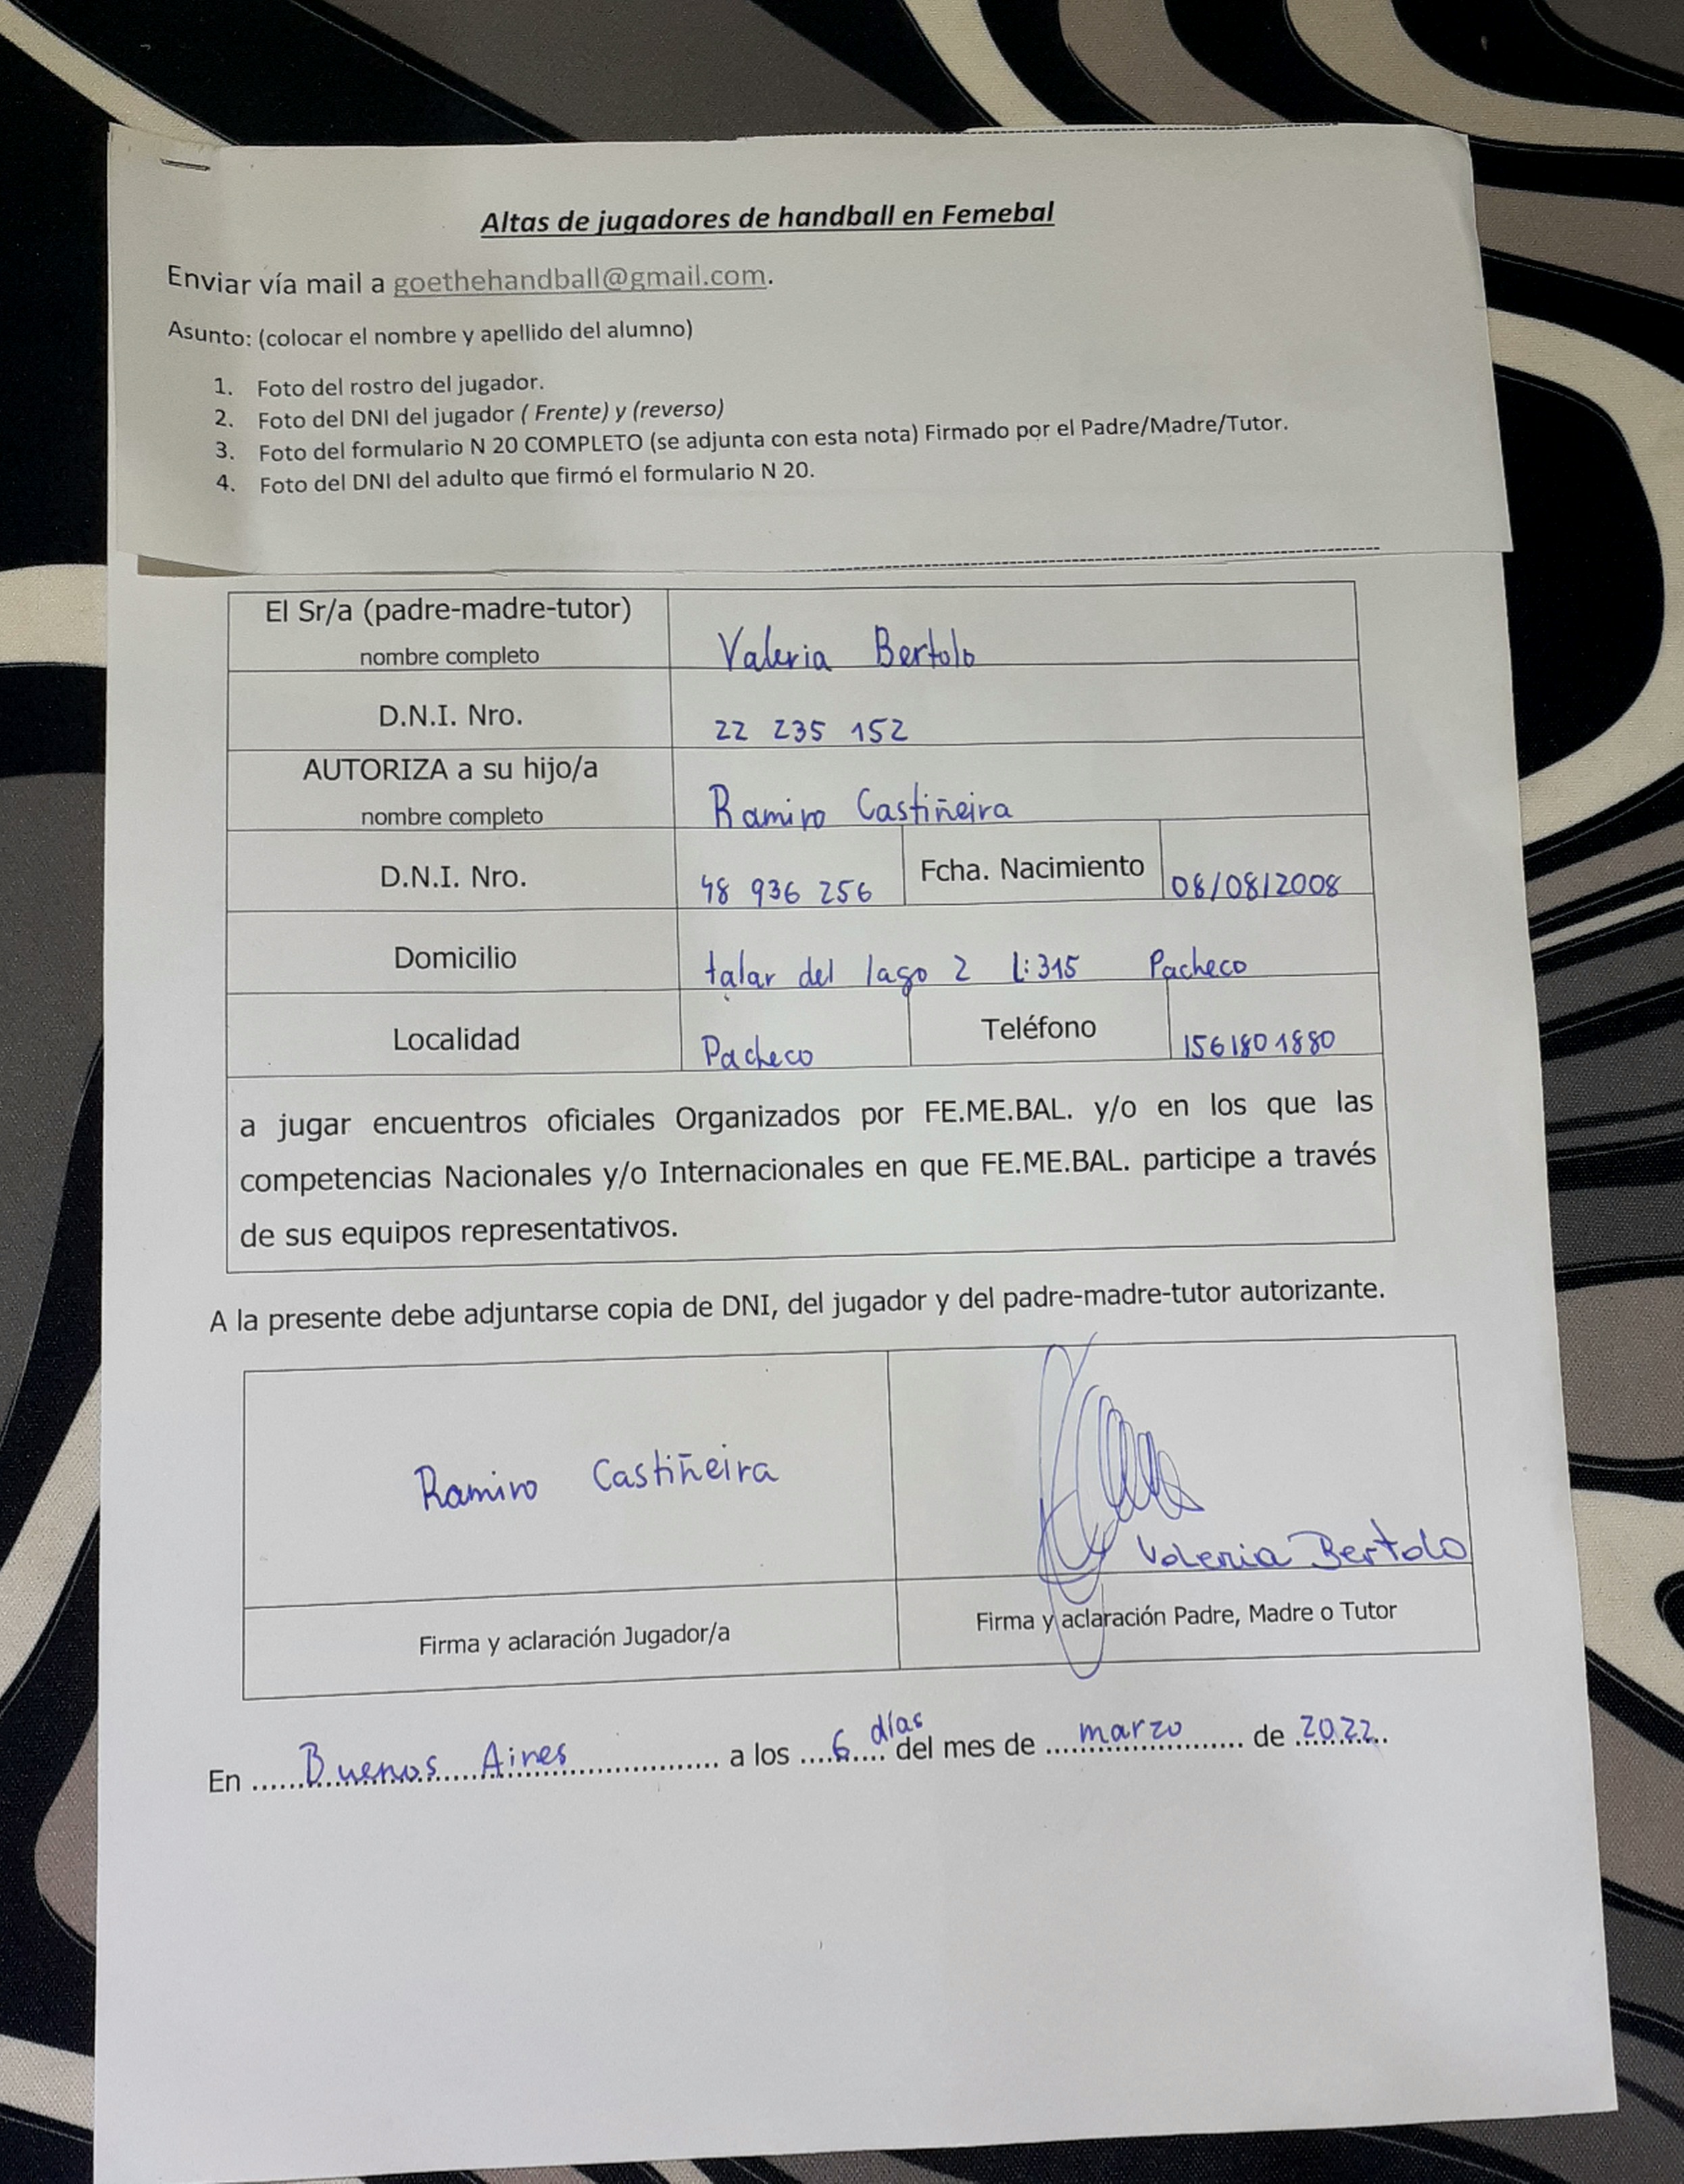 Altas de jugadores de handball en Femebal
Enviar vía mail a goethehandball@gmail.com.
Asunto: (colocar el nombre y apellido del alumno)
1. Foto del rostro del jugador.
2. Foto del DNI del jugador ( Frente) y (reverso)
3. Foto del formulario N 20 COMPLETO (se adjunta con esta nota) Firmado por el Padre/Madre/Tutor.
4. Foto del DNI del adulto que firmó el formulario N 20.
El Sr/a (padre-madre-tutor)
nombre completo
Valeria Bertolo
D.N.I. Nro.
22 235 152
AUTORIZA a su hijo/a
nombre completo
Ramiro Castiñeira
D.N.I. Nro.
48 936 256
Fcha. Nacimiento
08/08/2008
Domicilio
talar del lago 2 L:315 Pacheco
Localidad
Pacheco
Teléfono
1561801880
a jugar encuentros oficiales Organizados por FE.ME.BAL. y/o en los que las
competencias Nacionales y/o Internacionales en que FE.ME.BAL. participe a través
de sus equipos representativos.
A la presente debe adjuntarse copia de DNI, del jugador y del padre-madre-tutor autorizante.
Ramiro Castiñeira
Valeria Bertolo
Firma y aclaración Jugador/a
Firma y aclaración Padre, Madre o Tutor
En Buenos Aires a los 6 días del mes de marzo de 2022